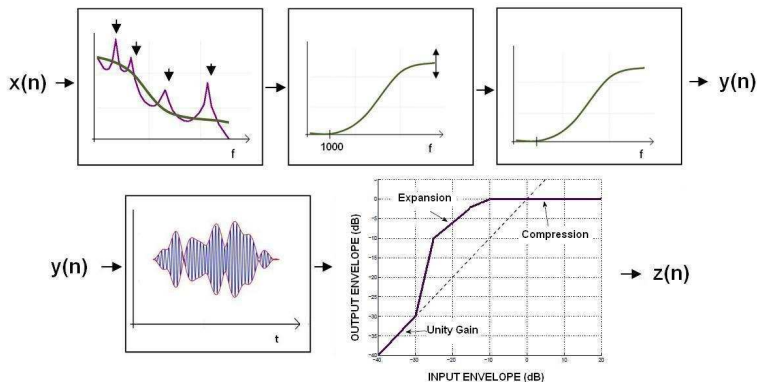 x(n)
f
1000
f
f
y(n)
y(n)
t
OUTPUT ENVELOPE (dB)
5
0
-5
-10
-15
-20
-25
-30
-35
-40
Expansion
Compression
Unity Gain
-40
-30
-20
-10
0
10
20
INPUT ENVELOPE (dB)
z(n)